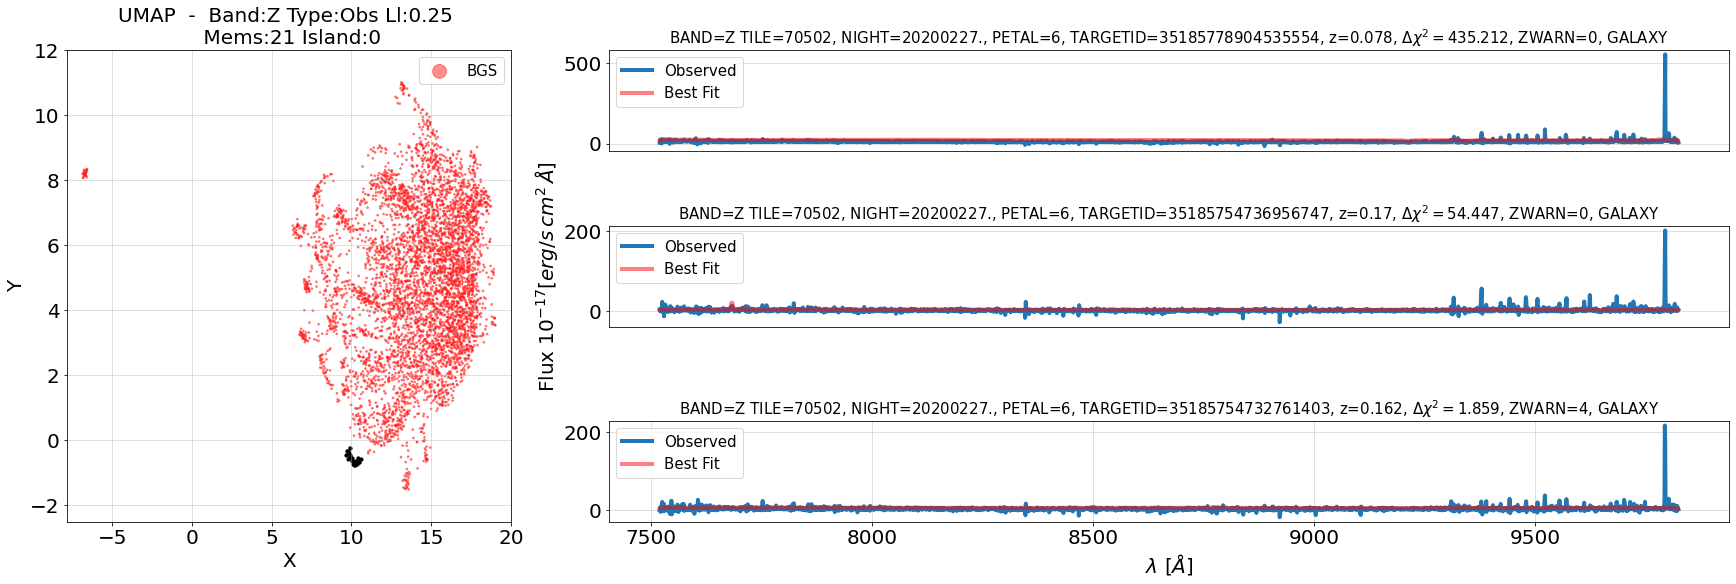 UMAP - Band:Z Type:Obs Ll:0.25
Mems:21 Island:0
12
10
8
6
4
2
0
−2
Y
BGS
−5
0
5
10
15
20
X
Flux 10⁻¹⁷[erg/s cm² Å]
BAND=Z TILE=70502, NIGHT=20200227., PETAL=6, TARGETID=35185778904535554, z=0.078, Δχ² = 435.212, ZWARN=0, GALAXY
500
0
Observed
Best Fit
BAND=Z TILE=70502, NIGHT=20200227., PETAL=6, TARGETID=35185754736956747, z=0.17, Δχ² = 54.447, ZWARN=0, GALAXY
200
0
Observed
Best Fit
BAND=Z TILE=70502, NIGHT=20200227., PETAL=6, TARGETID=35185754732761403, z=0.162, Δχ² = 1.859, ZWARN=4, GALAXY
200
0
Observed
Best Fit
7500
8000
8500
9000
9500
λ [Å]